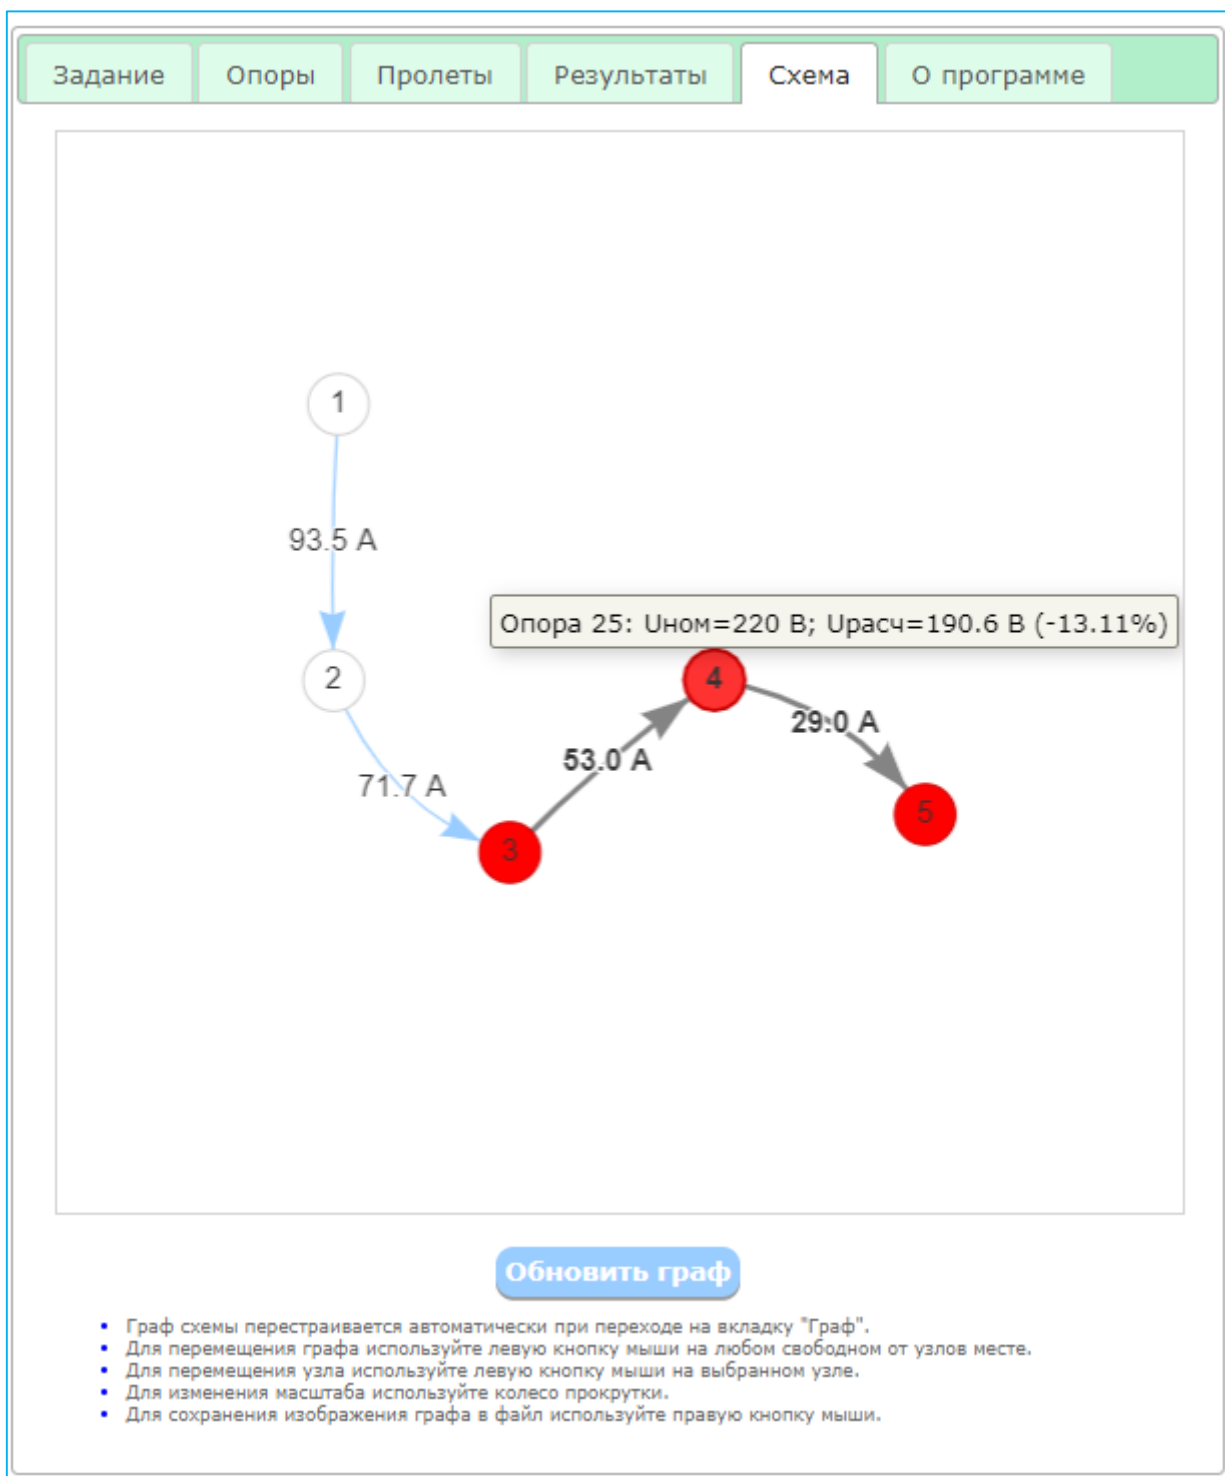 Задание Опоры Пролеты Результаты Схема О программе
1
93.5 А
Опора 25: Uном=220 В; Uрасч=190.6 В (-13.11%)
2
4
29.0 А
53.0 А
71.7 А
5
3
Обновить граф
Граф схемы перестраивается автоматически при переходе на вкладку "Граф".
Для перемещения графа используйте левую кнопку мыши на любом свободном от узлов месте.
Для перемещения узла используйте левую кнопку мыши на выбранном узле.
Для изменения масштаба используйте колесо прокрутки.
Для сохранения изображения графа в файл используйте правую кнопку мыши.